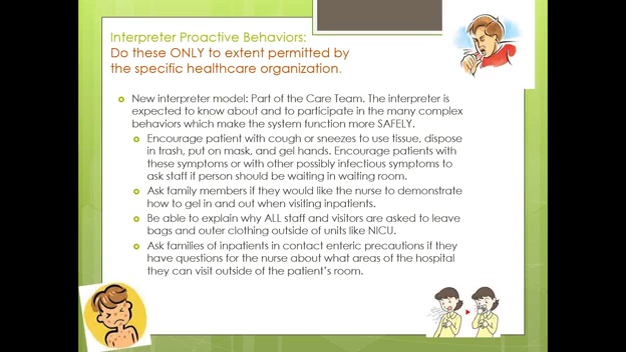 Interpreter Proactive Behaviors:
Do these ONLY to extent permitted by
the specific healthcare organization.
New interpreter model: Part of the Care Team. The interpreter is
expected to know about and to participate in the many complex
behaviors which make the system function more SAFELY.
Encourage patient with cough or sneezes to use tissue, dispose
in trash, put on mask, and gel hands. Encourage patients with
these symptoms or with other possibly infectious symptoms to
ask staff if person should be waiting in waiting room.
Ask family members if they would like the nurse to demonstrate
how to gel in and out when visiting inpatients.
Be able to explain why ALL staff and visitors are asked to leave
bags and outer clothing outside of units like NICU.
Ask families of inpatients in contact enteric precautions if they
have questions for the nurse about what areas of the hospital
they can visit outside of the patient's room.